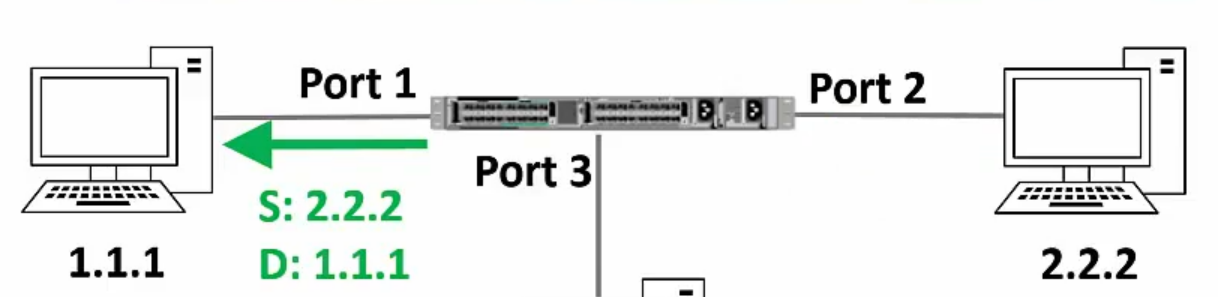 Port 1
Port 2
Port 3
S: 2.2.2
D: 1.1.1
1.1.1
2.2.2